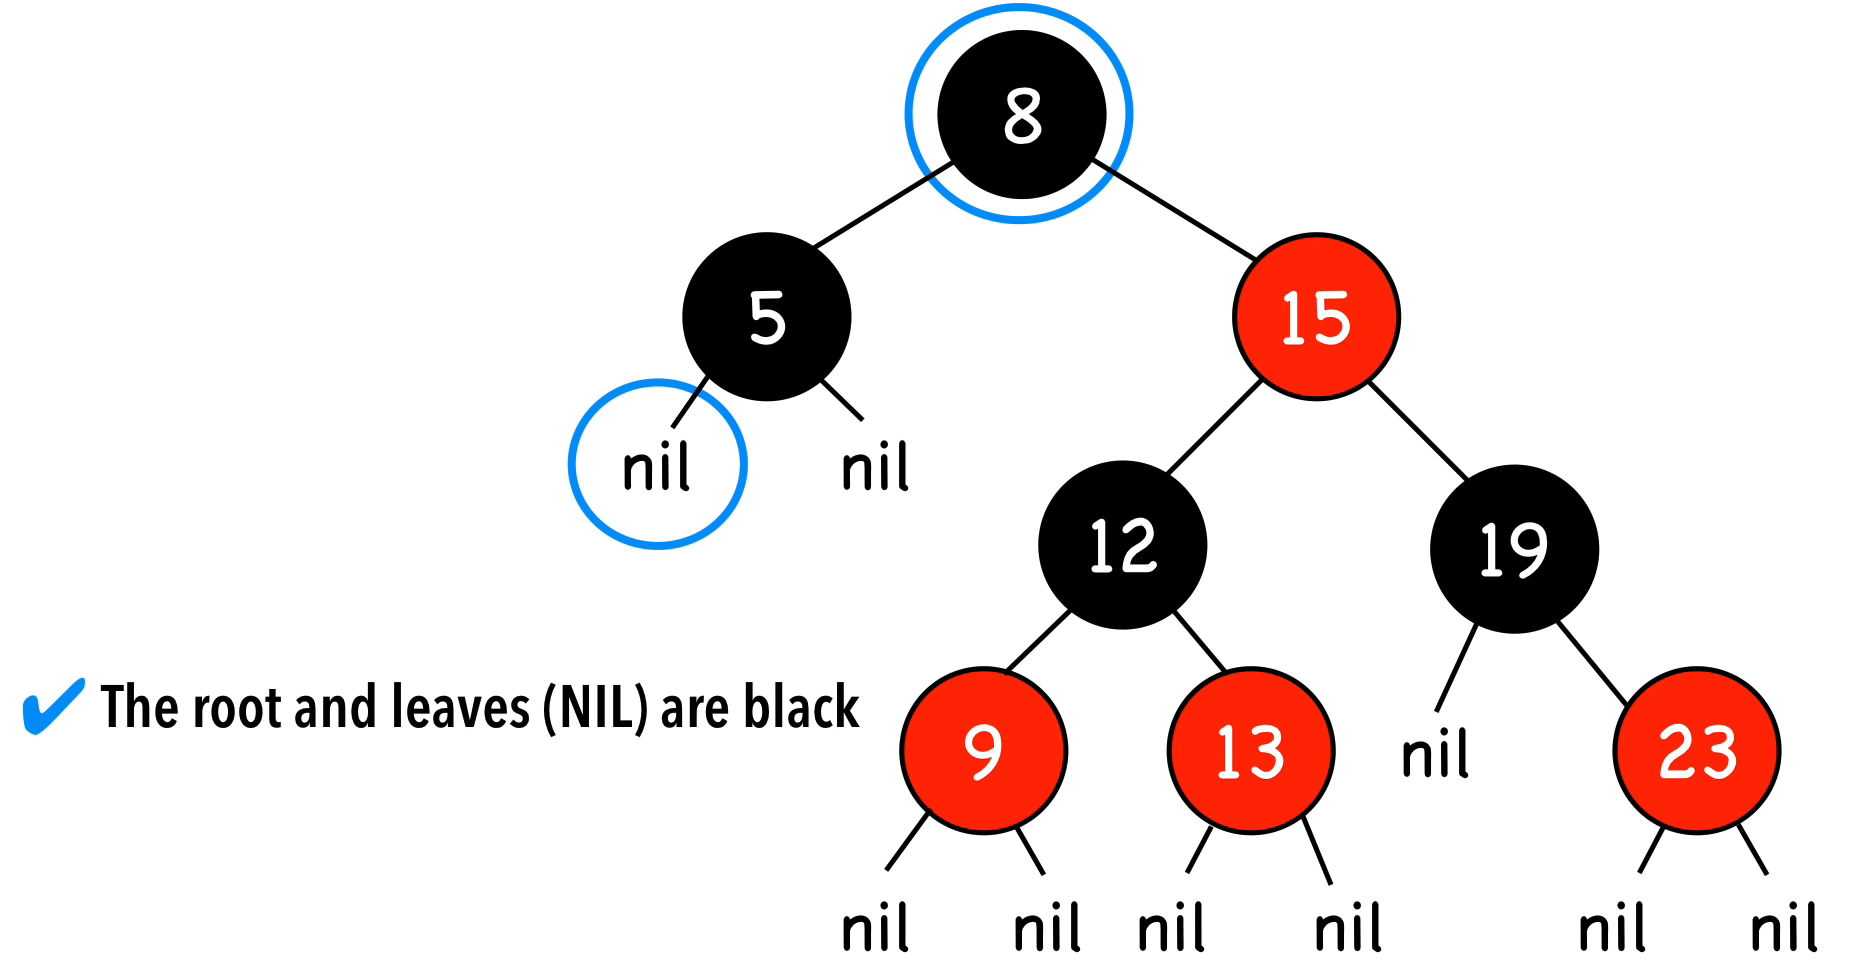 8
5
15
nil
nil
12
19
✔ The root and leaves (NIL) are black
9
13
nil
23
nil
nil
nil
nil
nil
nil